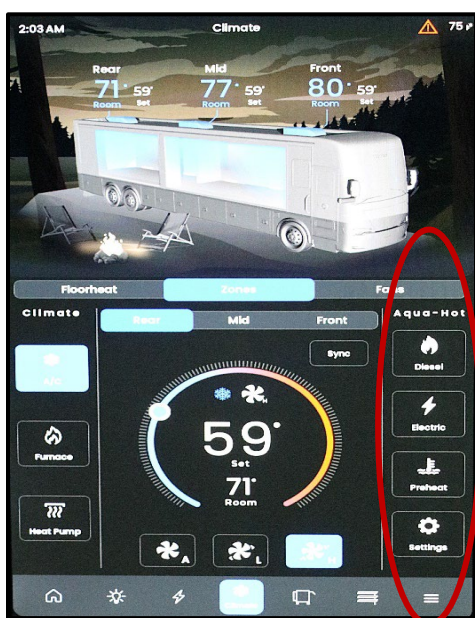 2:03 AM Climate 75
Rear Mid Front
71° 59° 77° 59° 80° 59°
Room Set Room Set Room Set
Floorheat Zones Fans
Climate Rear Mid Front Aqua-Hot
Sync
A/C Diesel
59°
Set
Furnace Electric
71°
Room
Preheat
Heat Pump Settings
A L H
Climate